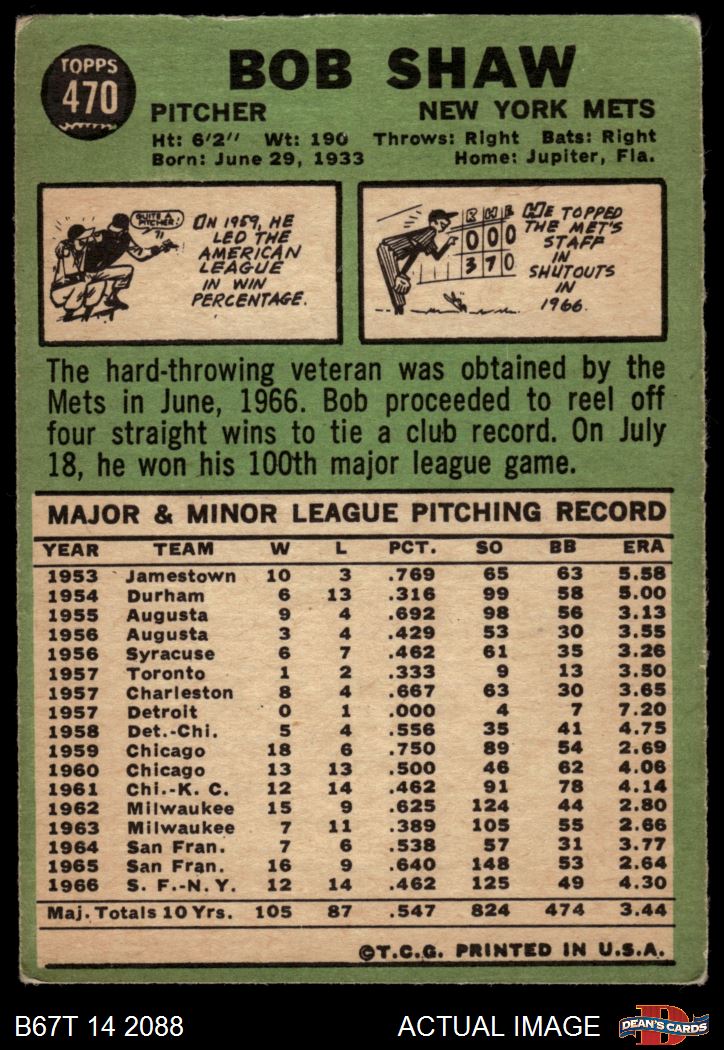 TOPPS
470
BOB SHAW
PITCHER NEW YORK METS
Ht: 6'2" Wt: 190 Throws: Right Bats: Right
Born: June 29, 1933 Home: Jupiter, Fla.
QUITE A
PITCHER!
ON 1959, HE
LED THE
AMERICAN
LEAGUE
IN WIN
PERCENTAGE.
R H E
0 0 0
3 7 0
HE TOPPED
THE MET'S
STAFF
IN
SHUTOUTS
IN
1966.
The hard-throwing veteran was obtained by the
Mets in June, 1966. Bob proceeded to reel off
four straight wins to tie a club record. On July
18, he won his 100th major league game.
MAJOR & MINOR LEAGUE PITCHING RECORD
YEAR TEAM W L PCT. SO BB ERA
1953 Jamestown 10 3 .769 65 63 5.58
1954 Durham 6 13 .316 99 58 5.00
1955 Augusta 9 4 .692 98 56 3.13
1956 Augusta 3 4 .429 53 30 3.55
1956 Syracuse 6 7 .462 61 35 3.26
1957 Toronto 1 2 .333 9 13 3.50
1957 Charleston 8 4 .667 63 30 3.65
1957 Detroit 0 1 .000 4 7 7.20
1958 Det.-Chi. 5 4 .556 35 41 4.75
1959 Chicago 18 6 .750 89 54 2.69
1960 Chicago 13 13 .500 46 62 4.06
1961 Chi.-K. C. 12 14 .462 91 78 4.14
1962 Milwaukee 15 9 .625 124 44 2.80
1963 Milwaukee 7 11 .389 105 55 2.66
1964 San Fran. 7 6 .538 57 31 3.77
1965 San Fran. 16 9 .640 148 53 2.64
1966 S. F.-N. Y. 12 14 .462 125 49 4.30
Maj. Totals 10 Yrs. 105 87 .547 824 474 3.44
©T.C.G. PRINTED IN U.S.A.
B67T 14 2088 ACTUAL IMAGE
D
DEAN'S CARDS